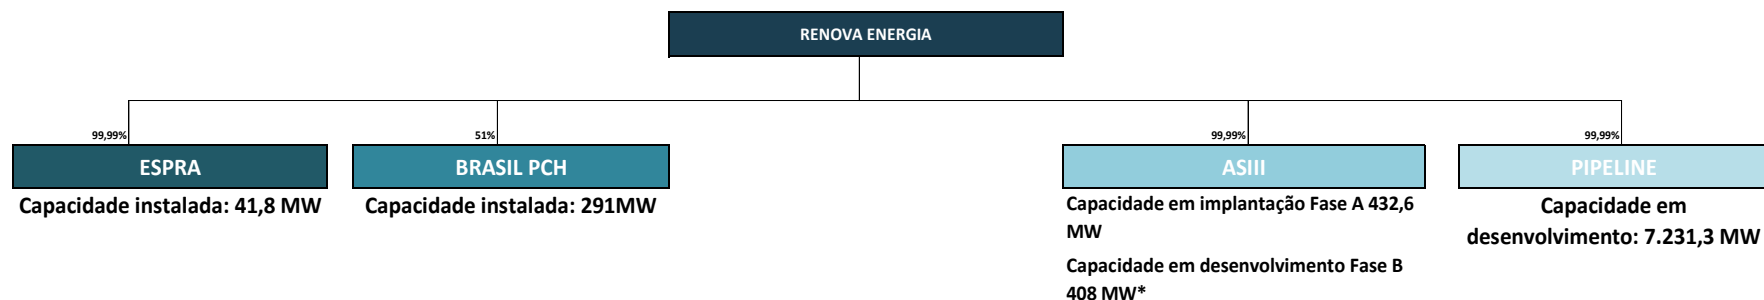 RENOVA ENERGIA
99,99%
51%
99,99%
99,99%
ESPRA
BRASIL PCH
ASIII
PIPELINE
Capacidade instalada: 41,8 MW
Capacidade instalada: 291MW
Capacidade em implantação Fase A 432,6
MW
Capacidade em desenvolvimento Fase B
408 MW*
Capacidade em
desenvolvimento: 7.231,3 MW